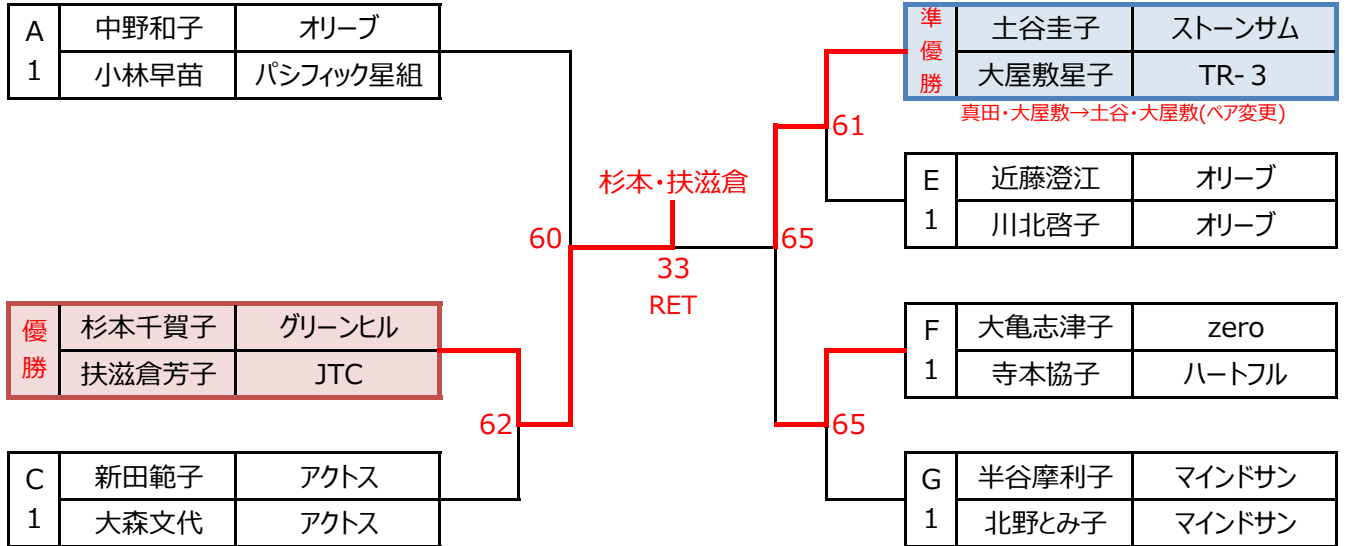 A 1 中野和子 オリーブ
小林早苗 パシフィック星組
優勝 杉本千賀子 グリーンヒル
扶滋倉芳子 JTC
C 1 新田範子 アクトス
大森文代 アクトス
60
62
杉本・扶滋倉
33
RET
準優勝 土谷圭子 ストーンサム
大屋敷星子 TR-３
真田・大屋敷→土谷・大屋敷(ペア変更)
61
E 1 近藤澄江 オリーブ
川北啓子 オリーブ
65
F 1 大亀志津子 zero
寺本協子 ハートフル
65
G 1 半谷摩利子 マインドサン
北野とみ子 マインドサン